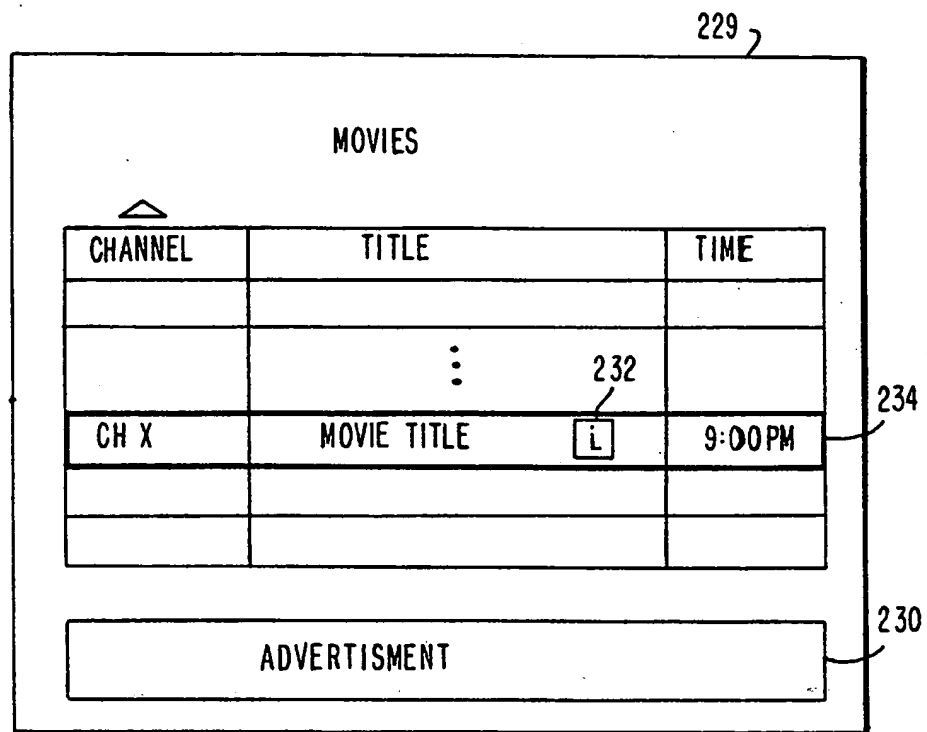 229
MOVIES
CHANNEL TITLE TIME
232
234
CH X MOVIE TITLE i 9:00PM
230
ADVERTISMENT